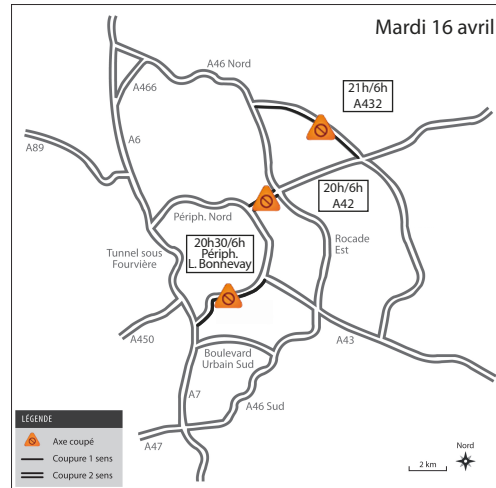 Mardi 16 avril
A46 Nord
A466
21h/6h
A432
A6
A89
20h/6h
A42
Périph. Nord
20h30/6h
Périph.
L. Bonnevay
Rocade
Est
Tunnel sous
Fourvière
A450
A43
Boulevard
Urbain Sud
A7
A46 Sud
A47
LÉGENDE
Axe coupé
Coupure 1 sens
Coupure 2 sens
Nord
2 km